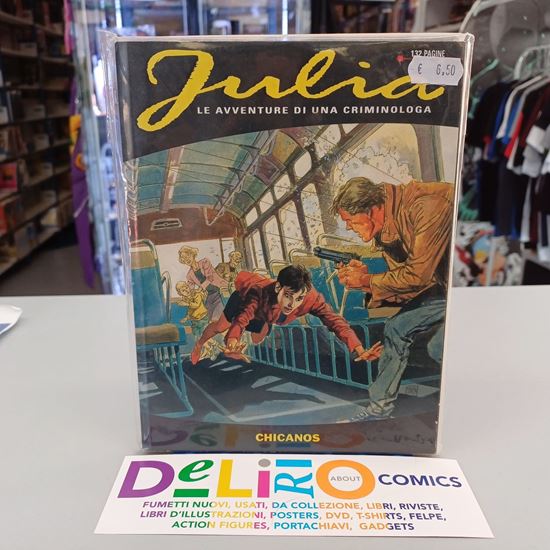 Julia
132 PAGINE
€ 6,50
LE AVVENTURE DI UNA CRIMINOLOGA
CHICANOS
DeLiRiO ABOUT COMICS
FUMETTI NUOVI, USATI, DA COLLEZIONE, LIBRI, RIVISTE,
LIBRI D'ILLUSTRAZIONI, POSTERS, DVD, T-SHIRTS, FELPE,
ACTION FIGURES, PORTACHIAVI, GADGETS